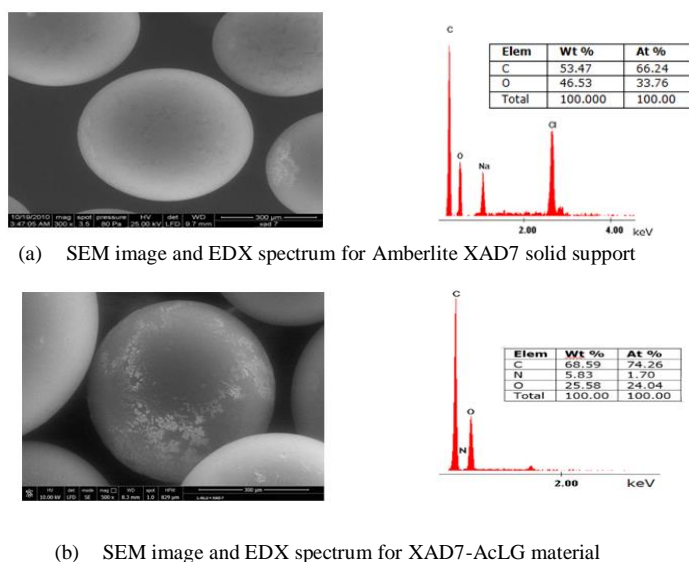 C
O
Na
Cl
Elem Wt % At %
C 53.47 66.24
O 46.53 33.76
Total 100.000 100.00
2.00 4.00
keV
10/19/2010 mag spot pressure HV det WD 300 µm
3:47:05 AM 300 x 3.5 80 Pa 25.00 kV LFD 9.7 mm xad 7
(a) SEM image and EDX spectrum for Amberlite XAD7 solid support
C
O
N
Elem Wt % At %
C 68.59 74.26
N 5.83 1.70
O 25.58 24.04
Total 100.00 100.00
2.00 keV
HV det mode mag WD spot HFW 300 µm
10.00 kV LFD SE 500 x 8.3 mm 1.0 829 µm
(b) SEM image and EDX spectrum for XAD7-AcLG material